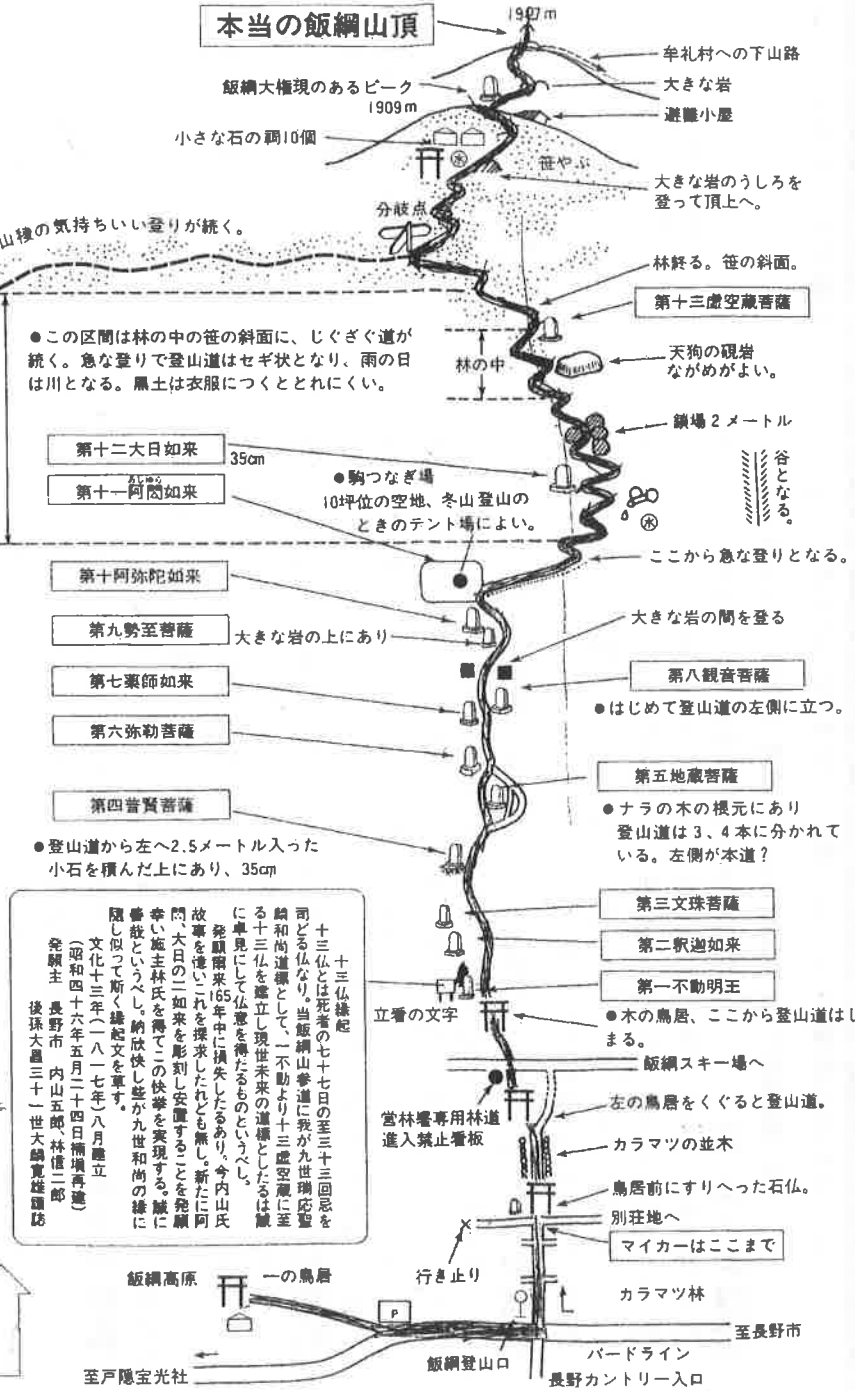 本当の飯綱山頂
1917m
牟礼村への下山路
飯綱大権現のあるピーク
1909m
大きな岩
避難小屋
小さな石の祠10個
水
笹やぶ
大きな岩のうしろを
登って頂上へ。
分岐点
の気持ちいい登りが続く。
林終る。笹の斜面。
第十三虚空蔵菩薩
●この区間は林の中の笹の斜面に、じぐざぐ道が
続く。急な登りで登山道はセギ状となり、雨の日
は川となる。黒土は衣服につくととれにくい。
林の中
天狗の硯岩
ながめがよい。
鎖場2メートル
第十二大日如来
35cm
第十一阿閦如来
●駒つなぎ場
10坪位の空地、冬山登山の
ときのテント場によい。
谷となる。
水
ここから急な登りとなる。
第十阿弥陀如来
第九勢至菩薩
大きな岩の上にあり
大きな岩の間を登る
第七薬師如来
第八観音菩薩
●はじめて登山道の左側に立つ。
第六弥勒菩薩
第五地蔵菩薩
第四普賢菩薩
●ナラの木の根元にあり
登山道は3、4本に分かれて
いる。左側が本道?
●登山道から左へ2.5メートル入った
小石を積んだ上にあり、35cm
第三文珠菩薩
第二釈迦如来
第一不動明王
立看の文字
●木の鳥居、ここから登山道はじ
まる。
十三仏縁起
十三仏とは死者の七十七日の至三十三回忌を
司どる仏なり。当飯綱山参道に我が九世瑞応聖
麟和尚道標として、一不動より十三虚空蔵に至
る十三仏を建立し現世未来の道標としたるは誠
に卓見にして仏意を得たるものというべし。
発願爾来165年中に損失したるあり。今内山氏
故事を憶いこれを探求したれども無し。新たに阿
閦、大日の二如来を彫刻し安置することを発願
幸い施主林氏を得てこの快挙を実現する。誠に
善哉というべし。納欣快し些が九世和尚の縁に
隠し似って斯く縁起文を草す。
文化十三年(一八一七年)八月建立
(昭和四十六年五月二十四日補填再建)
発願主 長野市 内山五郎、林信二郎
後孫大昌三十一世大麟寛雄謹誌
飯綱スキー場へ
営林署専用林道
進入禁止看板
左の鳥居をくぐると登山道。
カラマツの並木
鳥居前にすりへった石仏。
別荘地へ
行き止り
マイカーはここまで
飯綱高原
一の鳥居
カラマツ林
P
至長野市
飯綱登山口
バードライン
至戸隠宝光社
長野カントリー入口